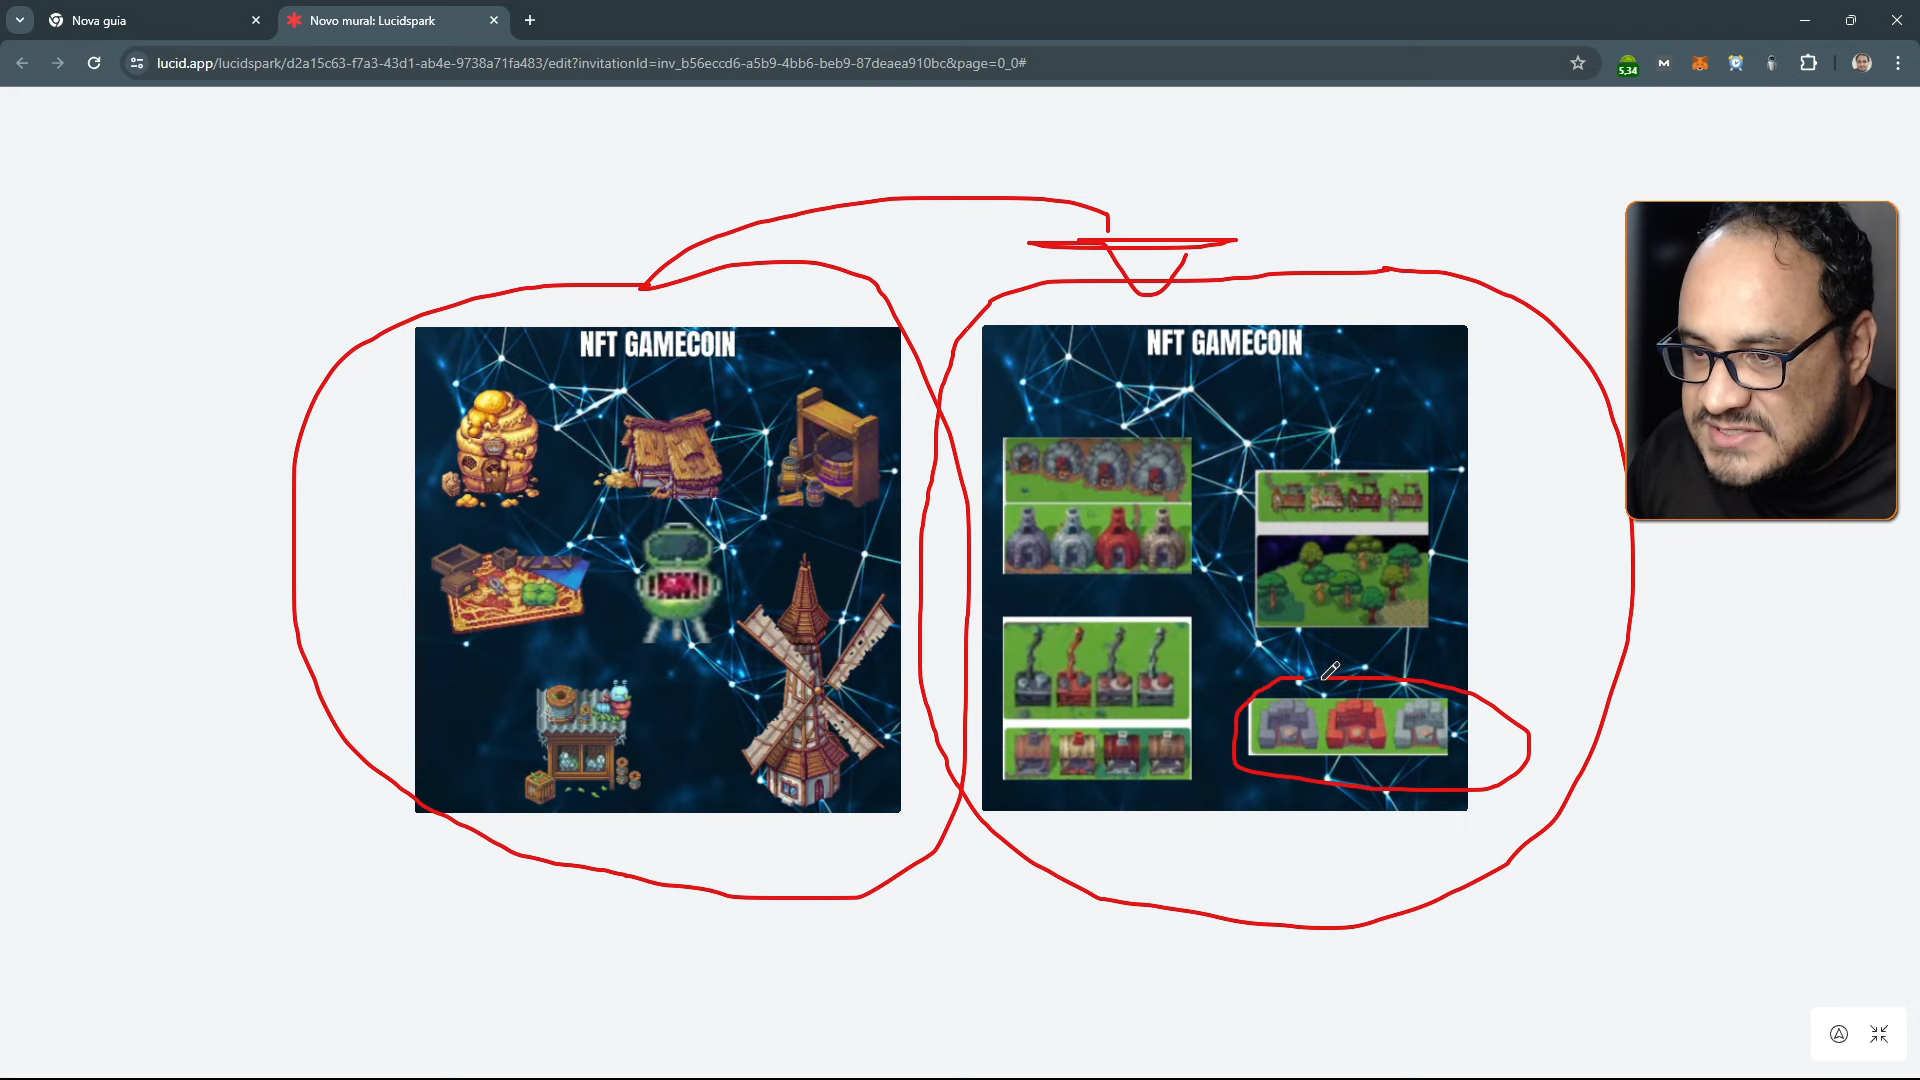 Nova guia
Novo mural: Lucidspark
lucid.app/lucidspark/d2a15c63-f7a3-43d1-ab4e-9738a71fa483/edit?invitationId=inv_b56eccd6-a5b9-4bb6-beb9-87deaea910bc&page=0_0#
5,34
NFT GAMECOIN
NFT GAMECOIN